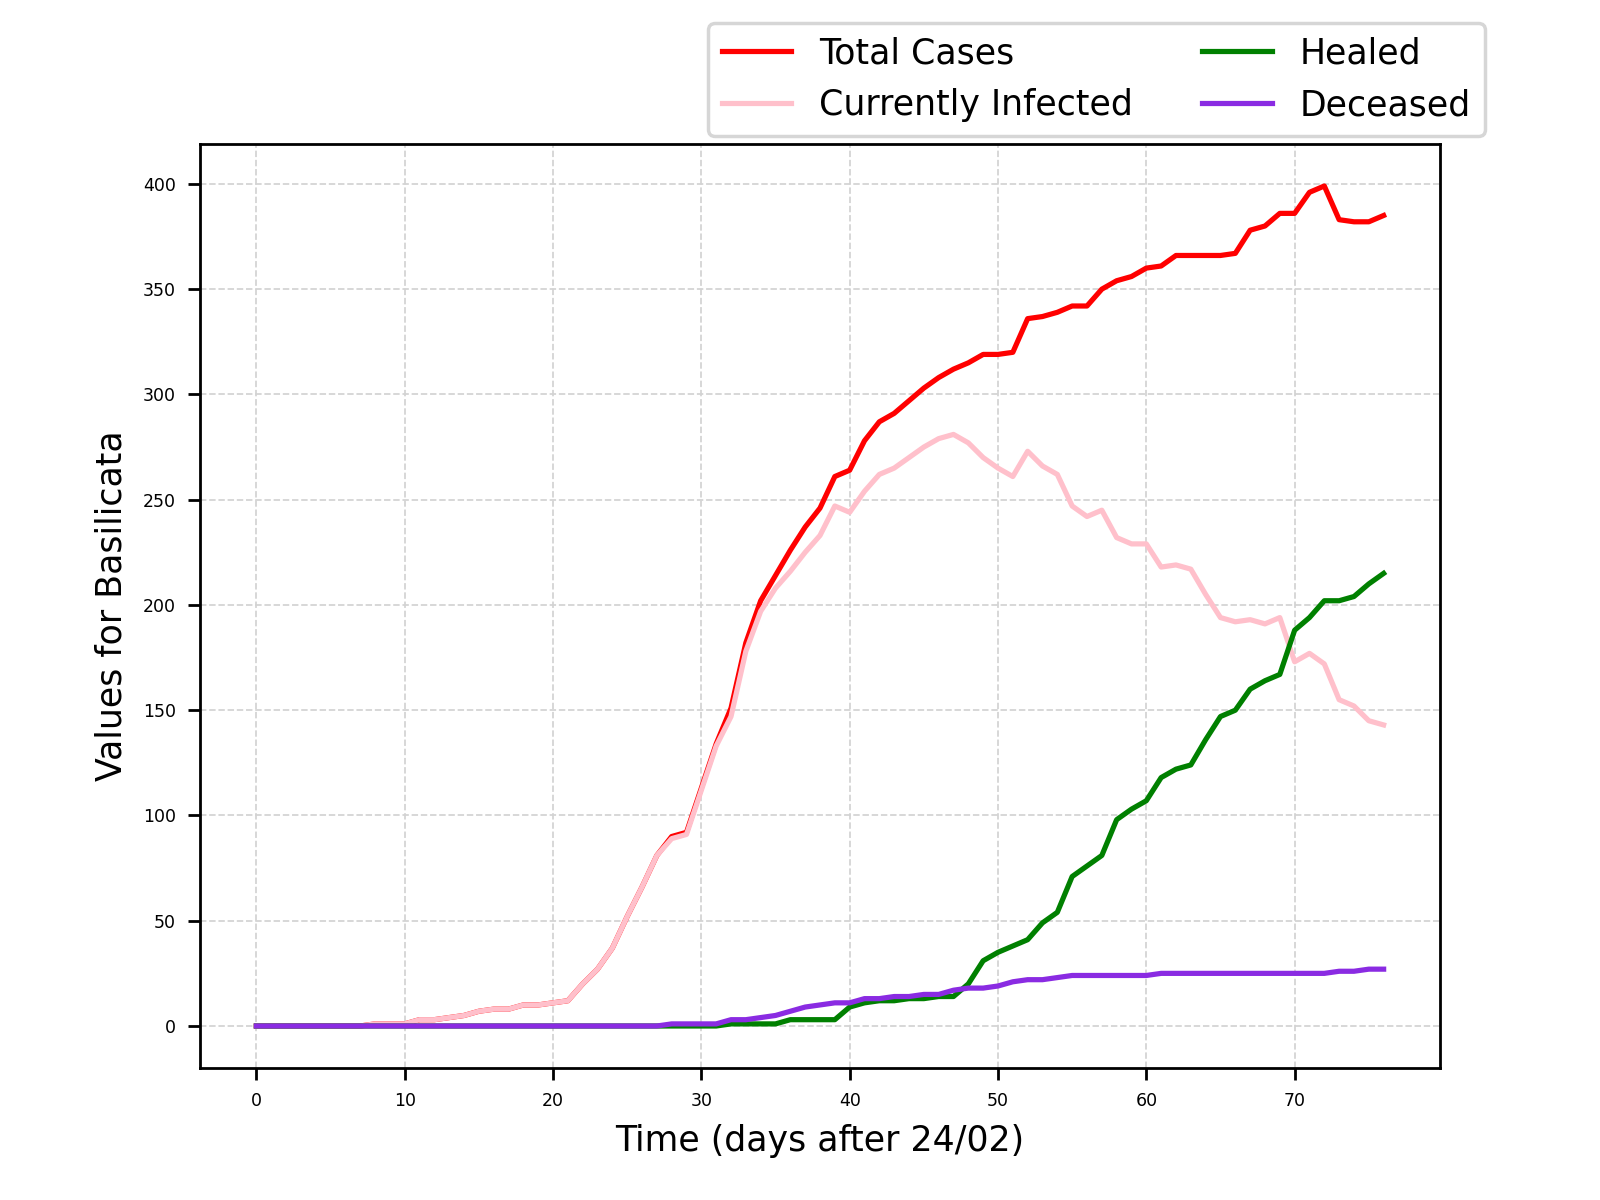 Total Cases
Currently Infected
Healed
Deceased
400
350
300
250
200
150
100
50
0
Values for Basilicata
0 10 20 30 40 50 60 70
Time (days after 24/02)